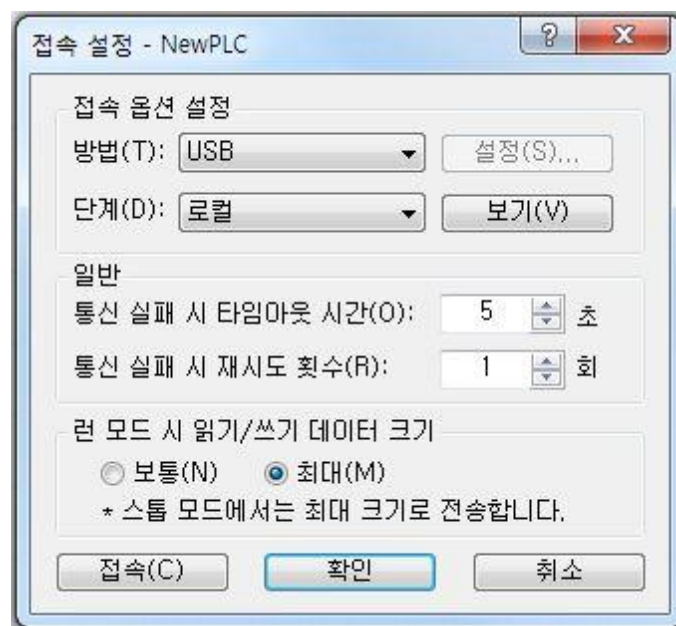 접속 설정 - NewPLC
접속 옵션 설정
방법(T): USB 설정(S)...
단계(D): 로컬 보기(V)
일반
통신 실패 시 타임아웃 시간(O): 5 초
통신 실패 시 재시도 횟수(R): 1 회
런 모드 시 읽기/쓰기 데이터 크기
보통(N) 최대(M)
* 스톱 모드에서는 최대 크기로 전송합니다.
접속(C) 확인 취소